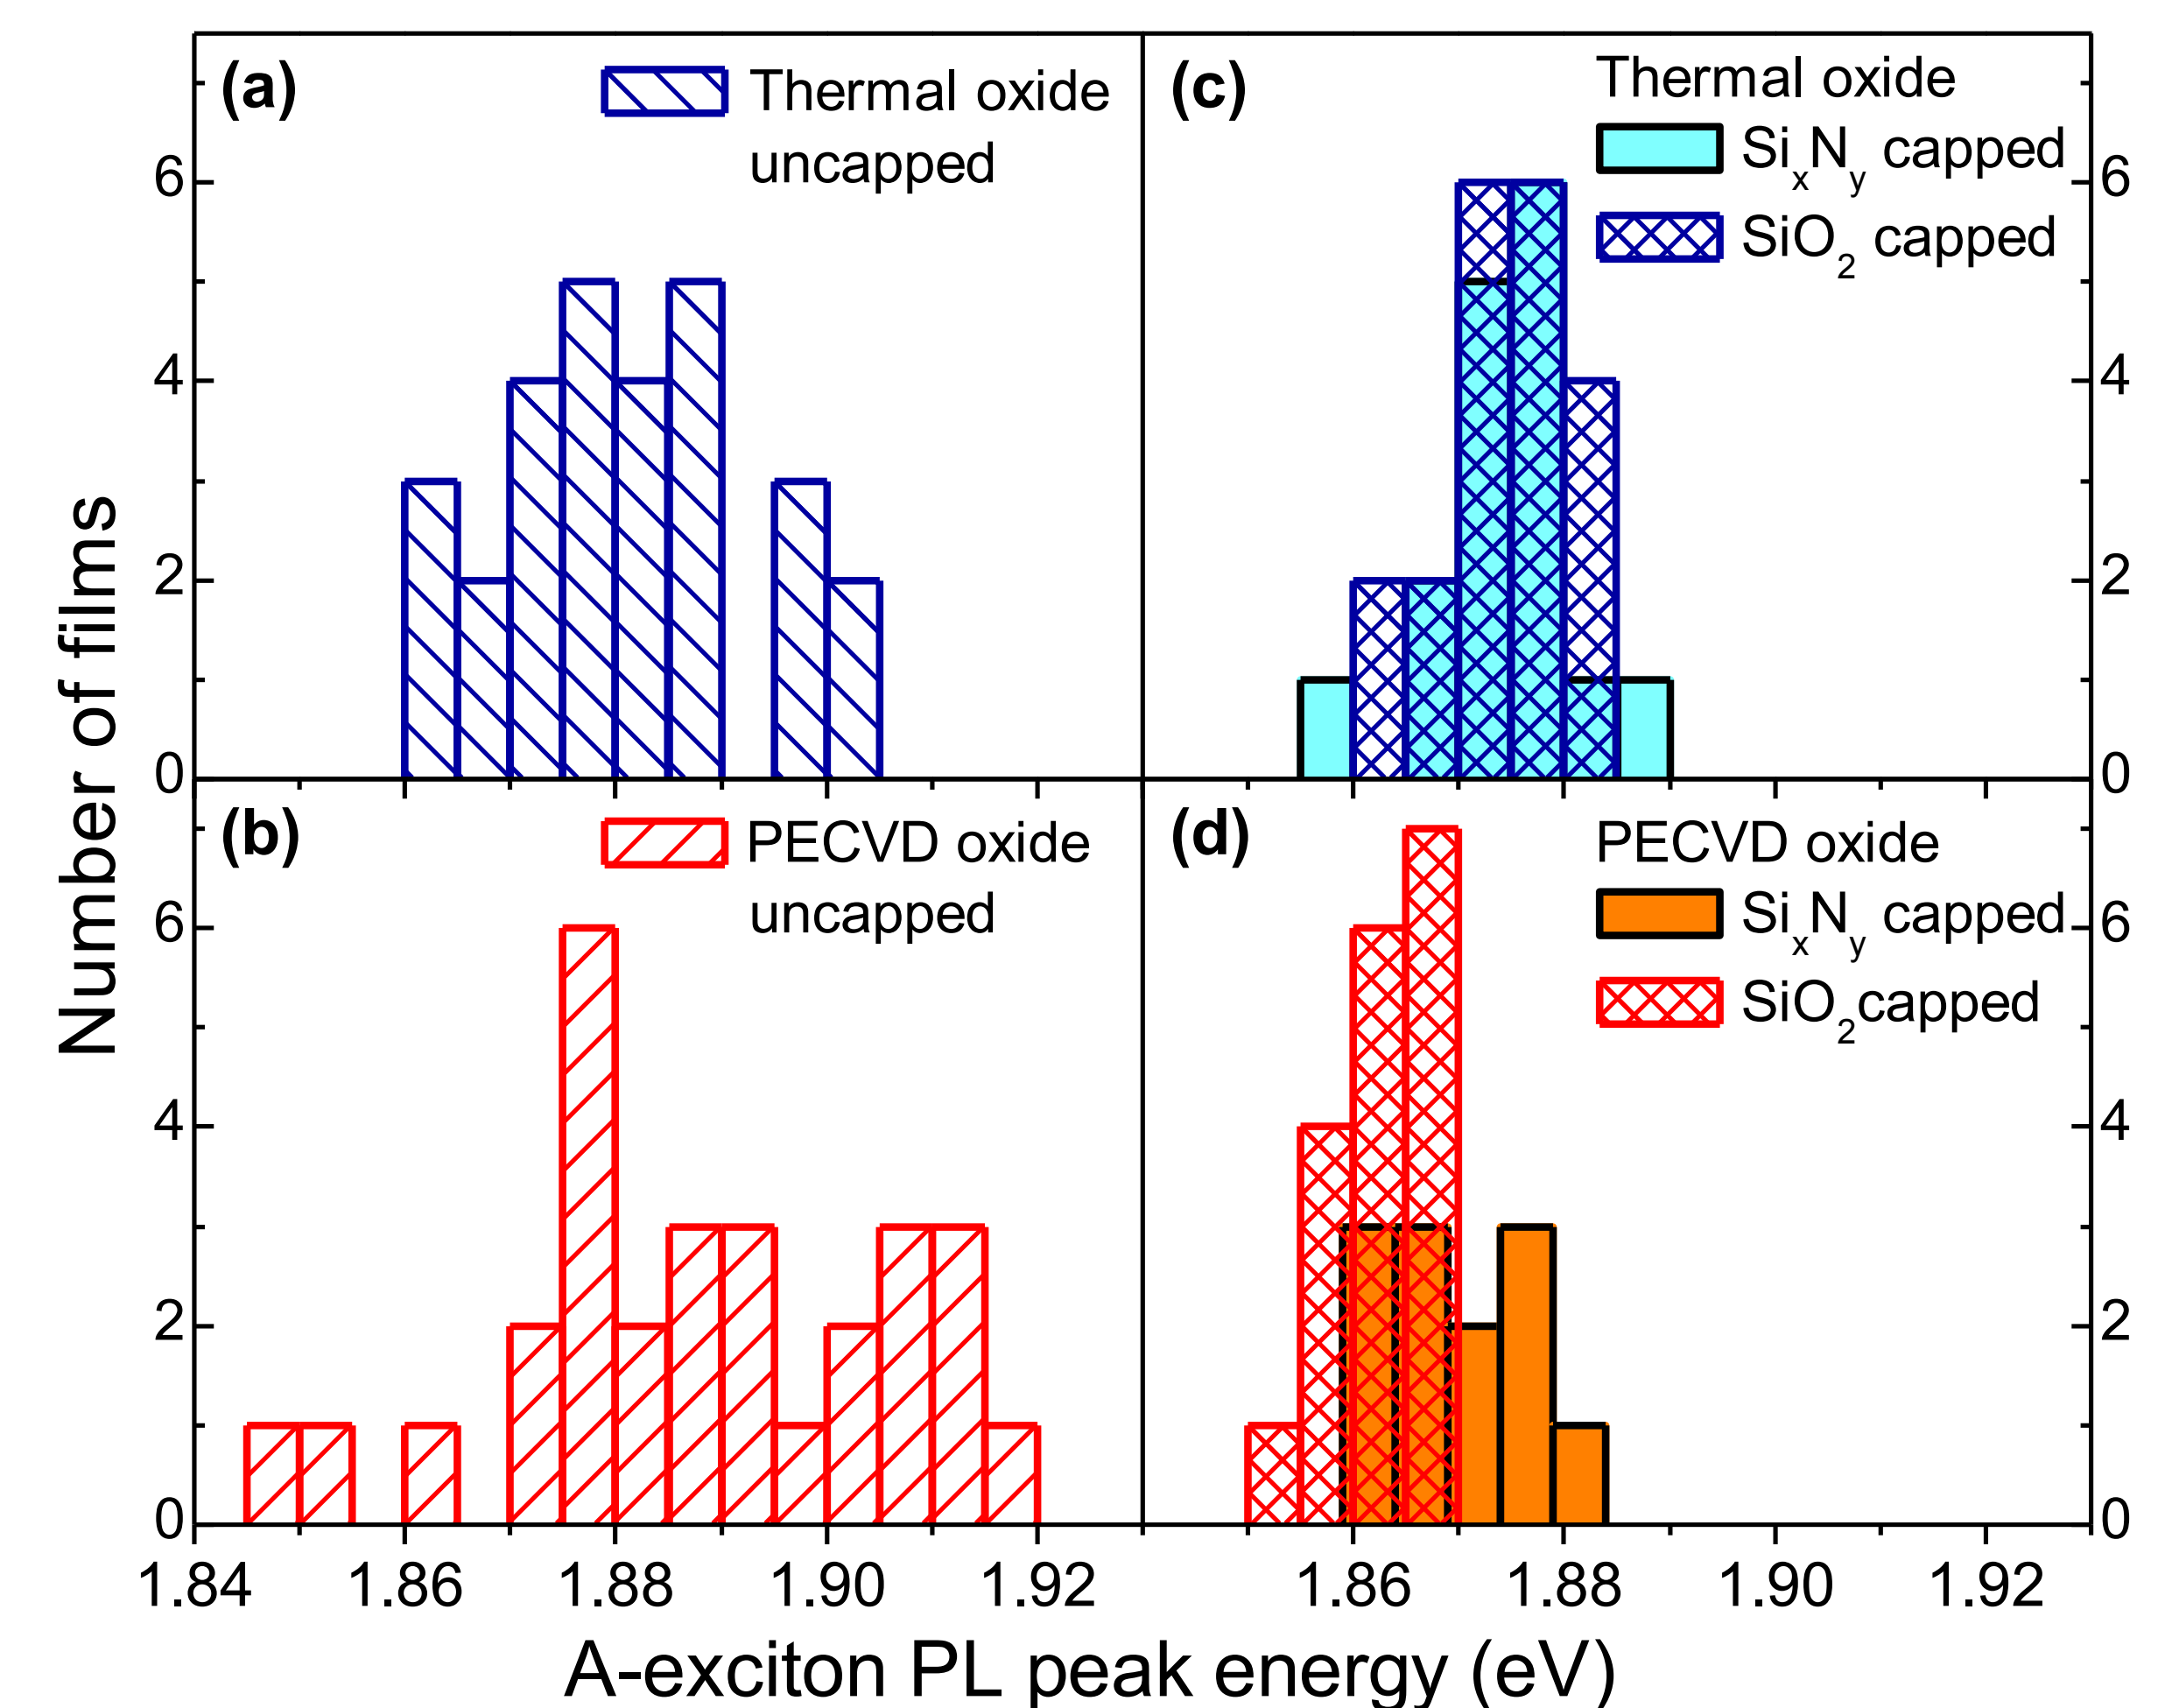 (a)
Thermal oxide
uncapped
(c)
Thermal oxide
SixNy capped
SiO2 capped
6
4
2
0
6
4
2
0
(b)
PECVD oxide
uncapped
(d)
PECVD oxide
SixNy capped
SiO2capped
6
4
2
0
6
4
2
0
Number of films
1.84 1.86 1.88 1.90 1.92 1.86 1.88 1.90 1.92
A-exciton PL peak energy (eV)